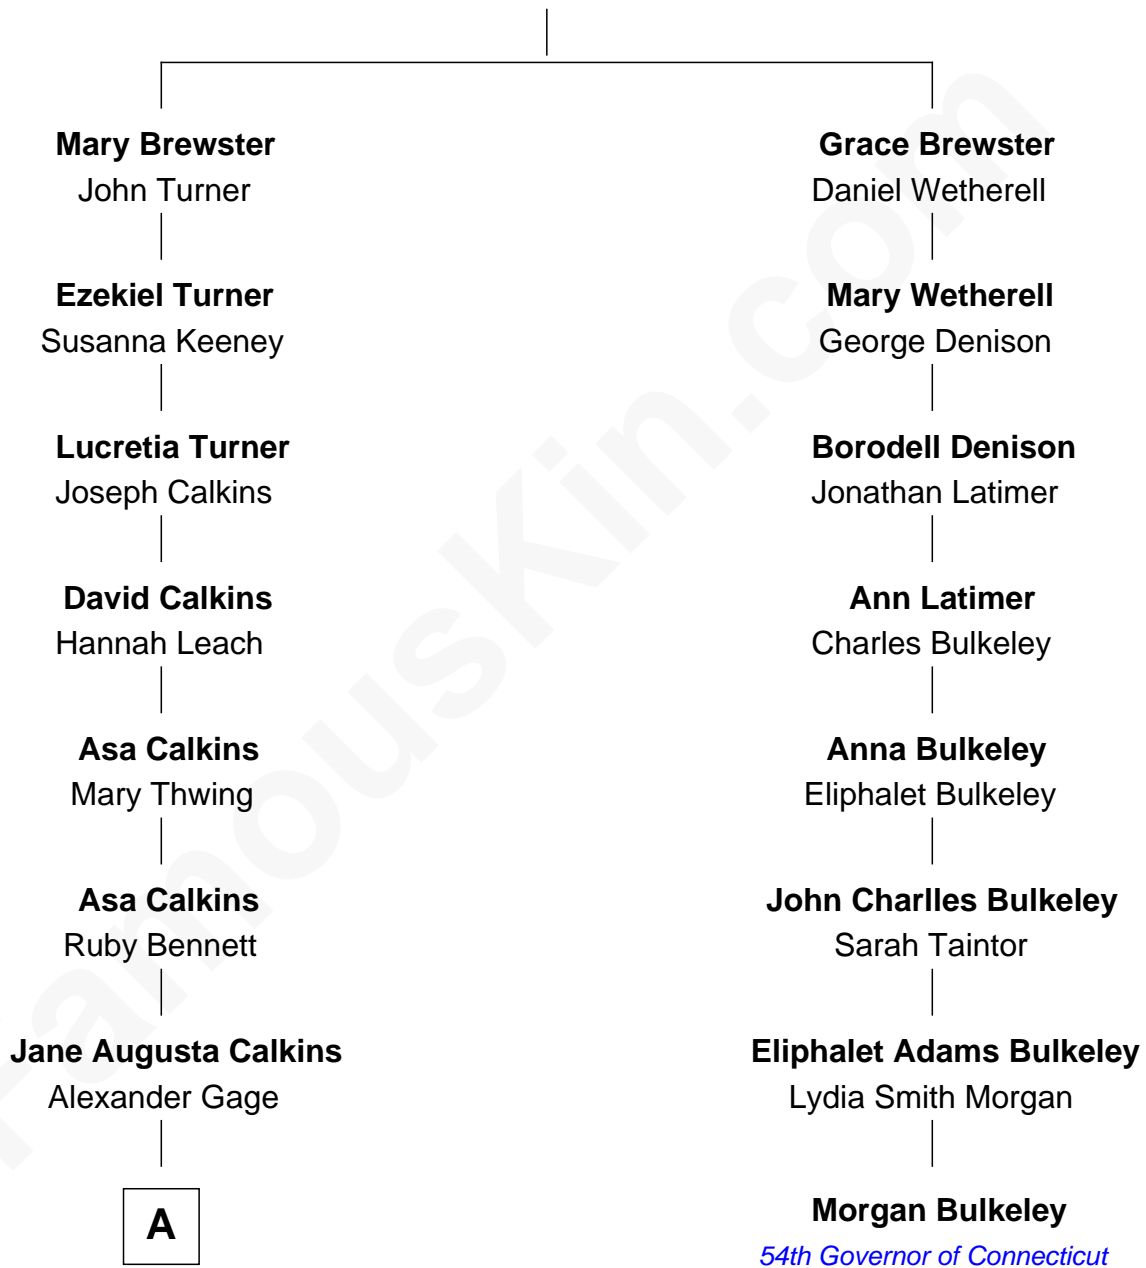 Mary Brewster
John Turner
Ezekiel Turner
Susanna Keeney
Lucretia Turner
Joseph Calkins
David Calkins
Hannah Leach
Asa Calkins
Mary Thwing
Asa Calkins
Ruby Bennett
Jane Augusta Calkins
Alexander Gage
A
Grace Brewster
Daniel Wetherell
Mary Wetherell
George Denison
Borodell Denison
Jonathan Latimer
Ann Latimer
Charles Bulkeley
Anna Bulkeley
Eliphalet Bulkeley
John Charlles Bulkeley
Sarah Taintor
Eliphalet Adams Bulkeley
Lydia Smith Morgan
Morgan Bulkeley
54th Governor of Connecticut
FamousKin.com